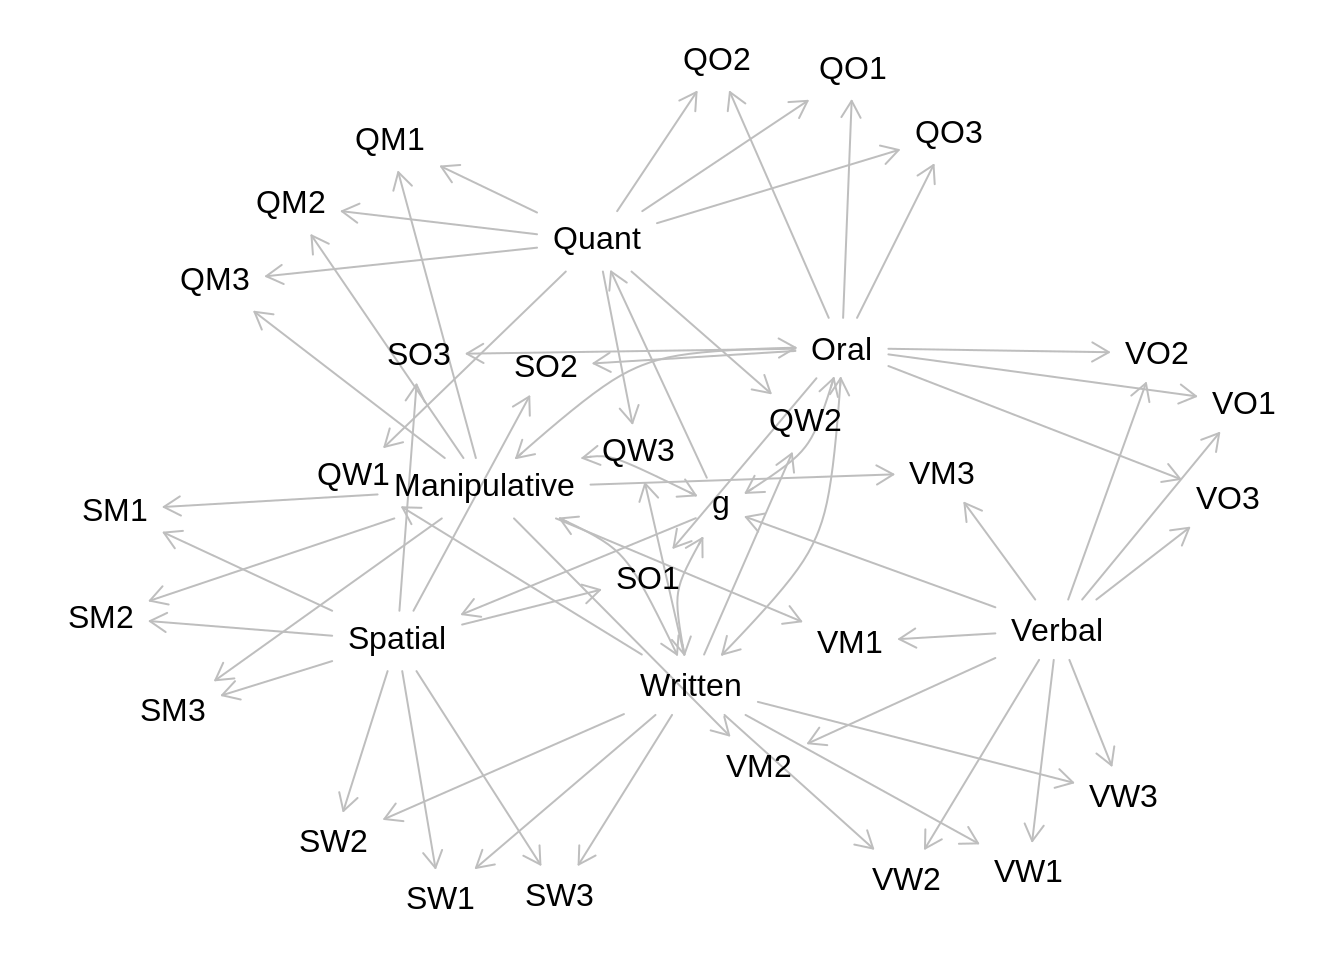 QO2
QO1
QO3
QM1
QM2
Quant
QM3
Oral
SO3
SO2
VO2
VO1
QW2
QW3
QW1
Manipulative
VM3
VO3
g
SM1
SO1
SM2
Spatial
VM1
Verbal
Written
SM3
VM2
VW3
SW2
VW2
VW1
SW1
SW3